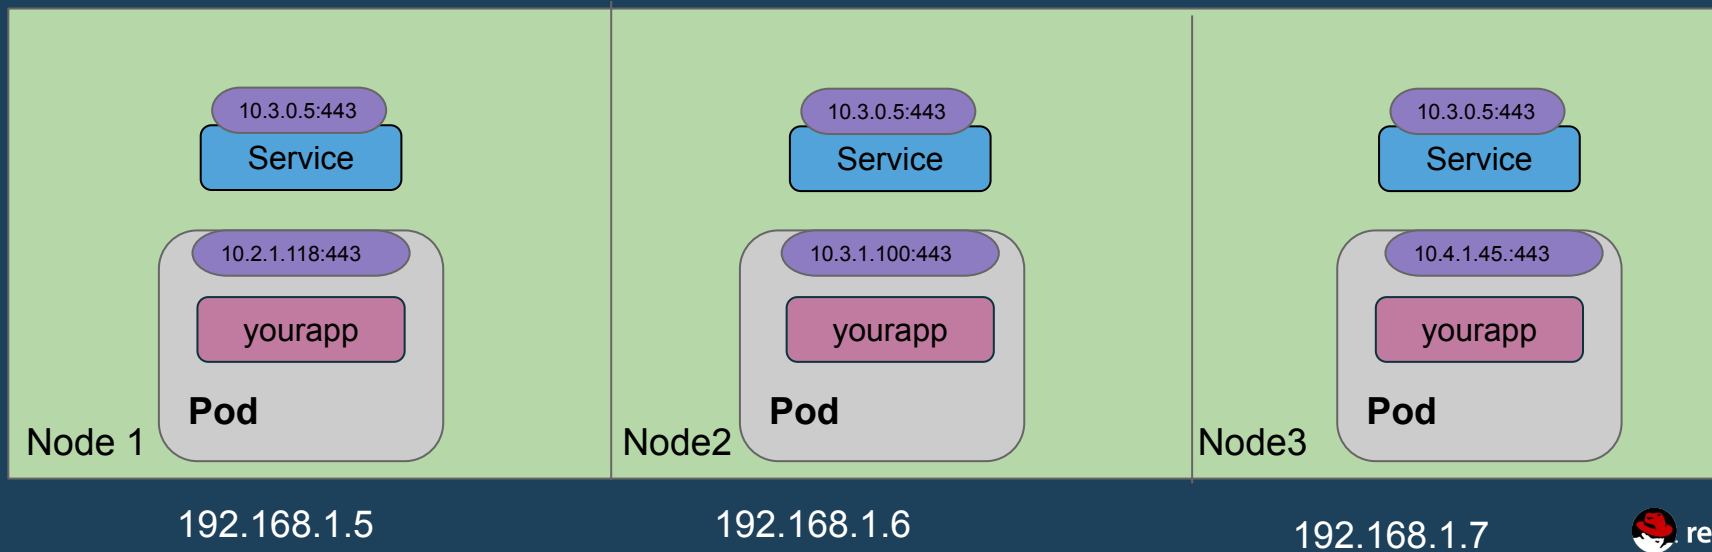 10.3.0.5:443
Service
10.2.1.118:443
yourapp
Pod
Node 1
192.168.1.5
10.3.0.5:443
Service
10.3.1.100:443
yourapp
Pod
Node2
192.168.1.6
10.3.0.5:443
Service
10.4.1.45.:443
yourapp
Pod
Node3
192.168.1.7
re